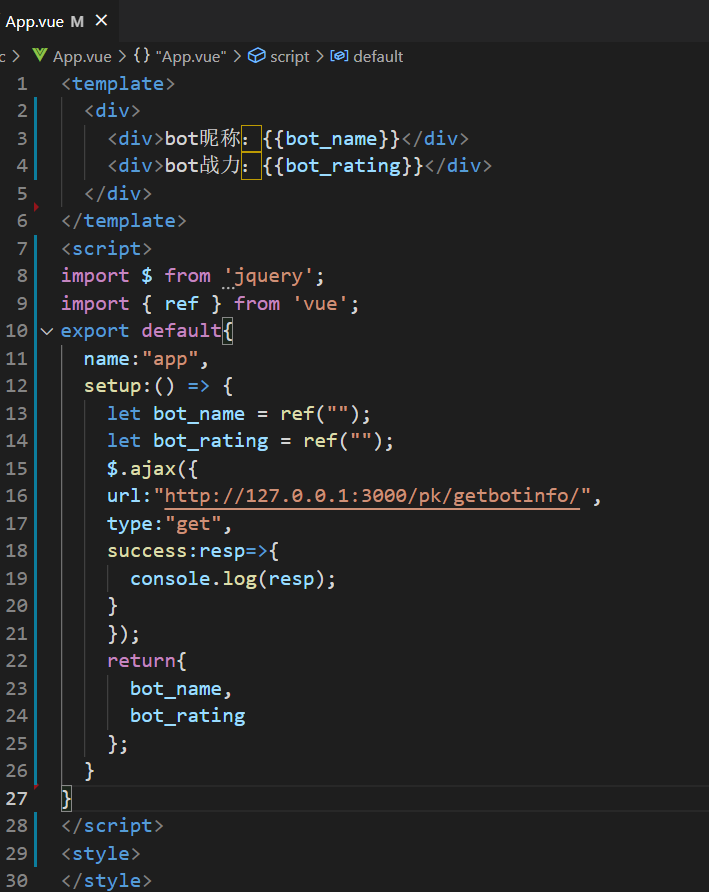 App.vue M ×
c > App.vue > {} "App.vue" > script > default
1 <template>
2   <div>
3     <div>bot昵称：{{bot_name}}</div>
4     <div>bot战力：{{bot_rating}}</div>
5   </div>
6 </template>
7 <script>
8 import $ from 'jquery';
9 import { ref } from 'vue';
10 export default{
11   name:"app",
12   setup:() => {
13     let bot_name = ref("");
14     let bot_rating = ref("");
15     $.ajax({
16     url:"http://127.0.0.1:3000/pk/getbotinfo/",
17     type:"get",
18     success:resp=>{
19       console.log(resp);
20     }
21     });
22     return{
23       bot_name,
24       bot_rating
25     };
26   }
27 }
28 </script>
29 <style>
30 </style>